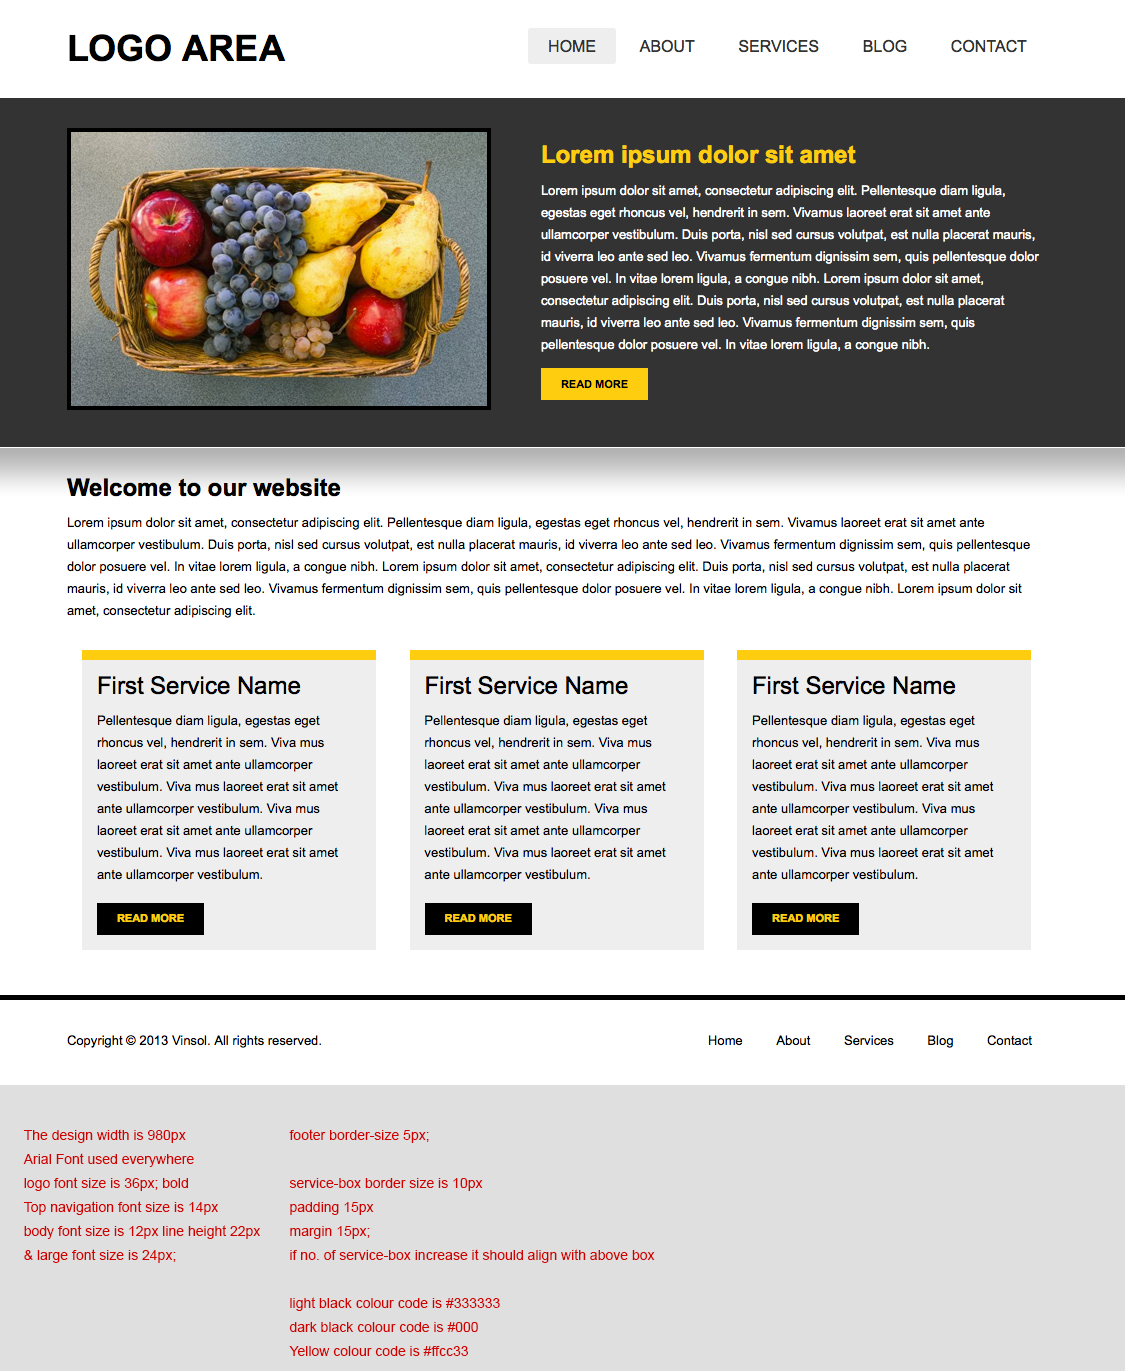 LOGO AREA
HOME ABOUT SERVICES BLOG CONTACT
Lorem ipsum dolor sit amet
Lorem ipsum dolor sit amet, consectetur adipiscing elit. Pellentesque diam ligula,
egestas eget rhoncus vel, hendrerit in sem. Vivamus laoreet erat sit amet ante
ullamcorper vestibulum. Duis porta, nisl sed cursus volutpat, est nulla placerat mauris,
id viverra leo ante sed leo. Vivamus fermentum dignissim sem, quis pellentesque dolor
posuere vel. In vitae lorem ligula, a congue nibh. Lorem ipsum dolor sit amet,
consectetur adipiscing elit. Duis porta, nisl sed cursus volutpat, est nulla placerat
mauris, id viverra leo ante sed leo. Vivamus fermentum dignissim sem, quis
pellentesque dolor posuere vel. In vitae lorem ligula, a congue nibh.
READ MORE
Welcome to our website
Lorem ipsum dolor sit amet, consectetur adipiscing elit. Pellentesque diam ligula, egestas eget rhoncus vel, hendrerit in sem. Vivamus laoreet erat sit amet ante
ullamcorper vestibulum. Duis porta, nisl sed cursus volutpat, est nulla placerat mauris, id viverra leo ante sed leo. Vivamus fermentum dignissim sem, quis pellentesque
dolor posuere vel. In vitae lorem ligula, a congue nibh. Lorem ipsum dolor sit amet, consectetur adipiscing elit. Duis porta, nisl sed cursus volutpat, est nulla placerat
mauris, id viverra leo ante sed leo. Vivamus fermentum dignissim sem, quis pellentesque dolor posuere vel. In vitae lorem ligula, a congue nibh. Lorem ipsum dolor sit
amet, consectetur adipiscing elit.
First Service Name
Pellentesque diam ligula, egestas eget
rhoncus vel, hendrerit in sem. Viva mus
laoreet erat sit amet ante ullamcorper
vestibulum. Viva mus laoreet erat sit amet
ante ullamcorper vestibulum. Viva mus
laoreet erat sit amet ante ullamcorper
vestibulum. Viva mus laoreet erat sit amet
ante ullamcorper vestibulum.
READ MORE
First Service Name
Pellentesque diam ligula, egestas eget
rhoncus vel, hendrerit in sem. Viva mus
laoreet erat sit amet ante ullamcorper
vestibulum. Viva mus laoreet erat sit amet
ante ullamcorper vestibulum. Viva mus
laoreet erat sit amet ante ullamcorper
vestibulum. Viva mus laoreet erat sit amet
ante ullamcorper vestibulum.
READ MORE
First Service Name
Pellentesque diam ligula, egestas eget
rhoncus vel, hendrerit in sem. Viva mus
laoreet erat sit amet ante ullamcorper
vestibulum. Viva mus laoreet erat sit amet
ante ullamcorper vestibulum. Viva mus
laoreet erat sit amet ante ullamcorper
vestibulum. Viva mus laoreet erat sit amet
ante ullamcorper vestibulum.
READ MORE
Copyright © 2013 Vinsol. All rights reserved.
Home About Services Blog Contact
The design width is 980px
Arial Font used everywhere
logo font size is 36px; bold
Top navigation font size is 14px
body font size is 12px line height 22px
& large font size is 24px;
footer border-size 5px;
service-box border size is 10px
padding 15px
margin 15px;
if no. of service-box increase it should align with above box
light black colour code is #333333
dark black colour code is #000
Yellow colour code is #ffcc33